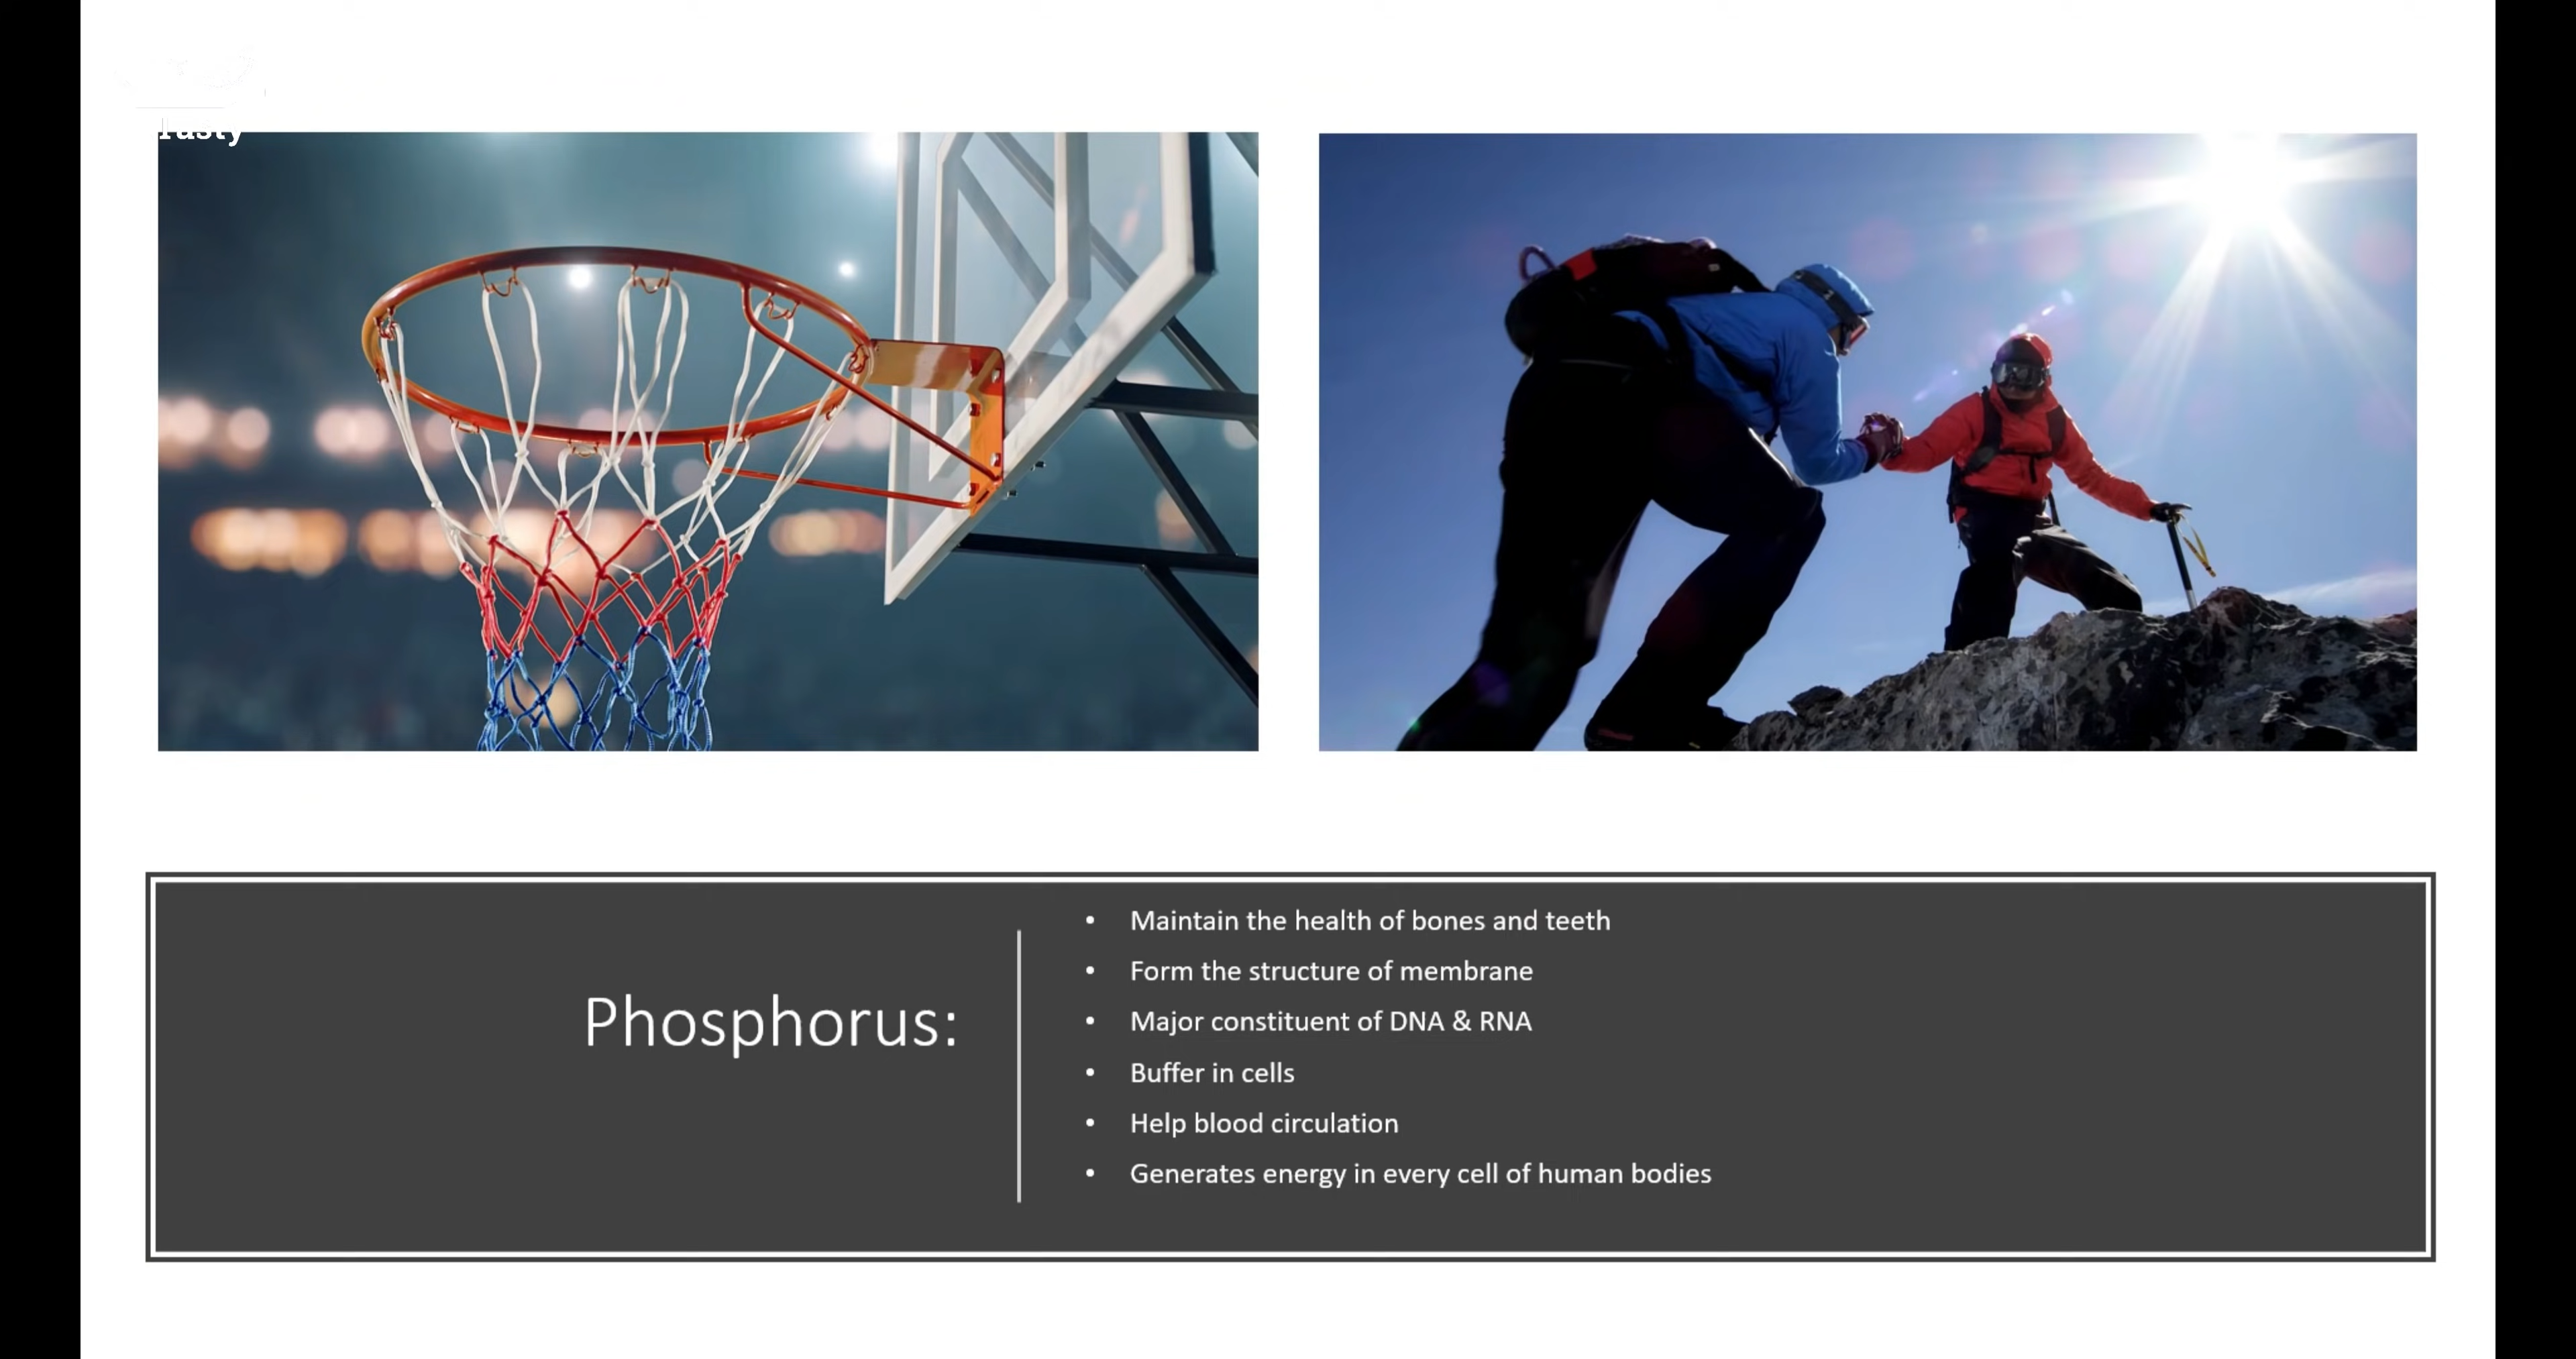 Tasty
Phosphorus:
• Maintain the health of bones and teeth
• Form the structure of membrane
• Major constituent of DNA & RNA
• Buffer in cells
• Help blood circulation
• Generates energy in every cell of human bodies